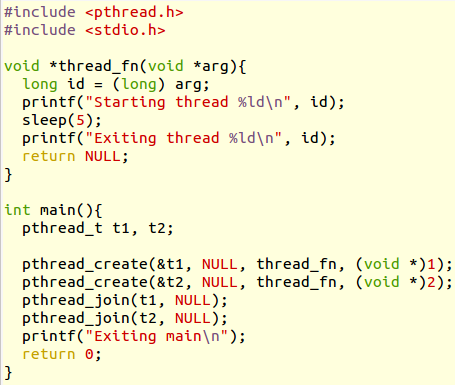 #include <pthread.h>
#include <stdio.h>

void *thread_fn(void *arg){
  long id = (long) arg;
  printf("Starting thread %ld\n", id);
  sleep(5);
  printf("Exiting thread %ld\n", id);
  return NULL;
}

int main(){
  pthread_t t1, t2;

  pthread_create(&t1, NULL, thread_fn, (void *)1);
  pthread_create(&t2, NULL, thread_fn, (void *)2);
  pthread_join(t1, NULL);
  pthread_join(t2, NULL);
  printf("Exiting main\n");
  return 0;
}